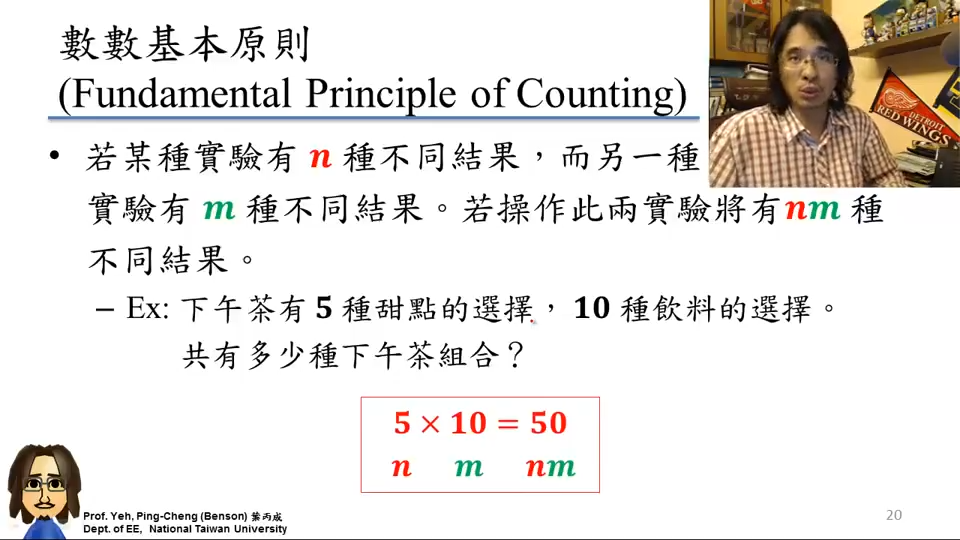 數數基本原則
(Fundamental Principle of Counting)
DETROIT
RED WINGS
• 若某種實驗有 n 種不同結果，而另一種
實驗有 m 種不同結果。若操作此兩實驗將有nm 種
不同結果。
– Ex: 下午茶有 5 種甜點的選擇， 10 種飲料的選擇。
共有多少種下午茶組合？
5 × 10 = 50
n m nm
Prof. Yeh, Ping-Cheng (Benson) 葉丙成
Dept. of EE, National Taiwan University
20